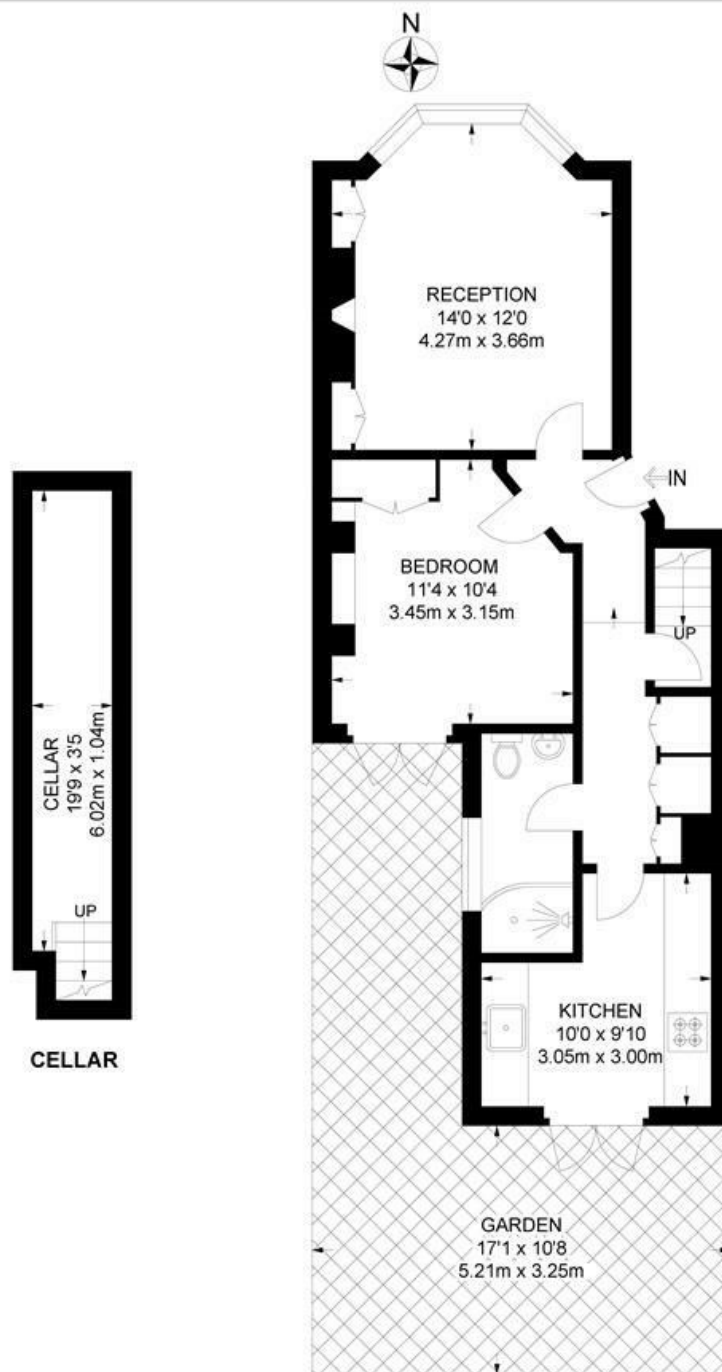 N
RECEPTION
14'0 x 12'0
4.27m x 3.66m
IN
BEDROOM
11'4 x 10'4
3.45m x 3.15m
UP
CELLAR
19'9 x 3'5
6.02m x 1.04m
UP
CELLAR
KITCHEN
10'0 x 9'10
3.05m x 3.00m
GARDEN
17'1 x 10'8
5.21m x 3.25m